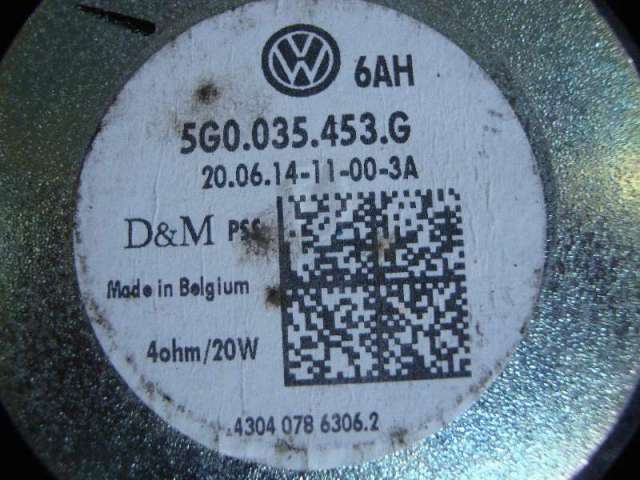 6AH
5G0.035.453.G
20.06.14-11-00-3A
D&M PSS
Made in Belgium
4ohm/20W
4304 078 6306.2